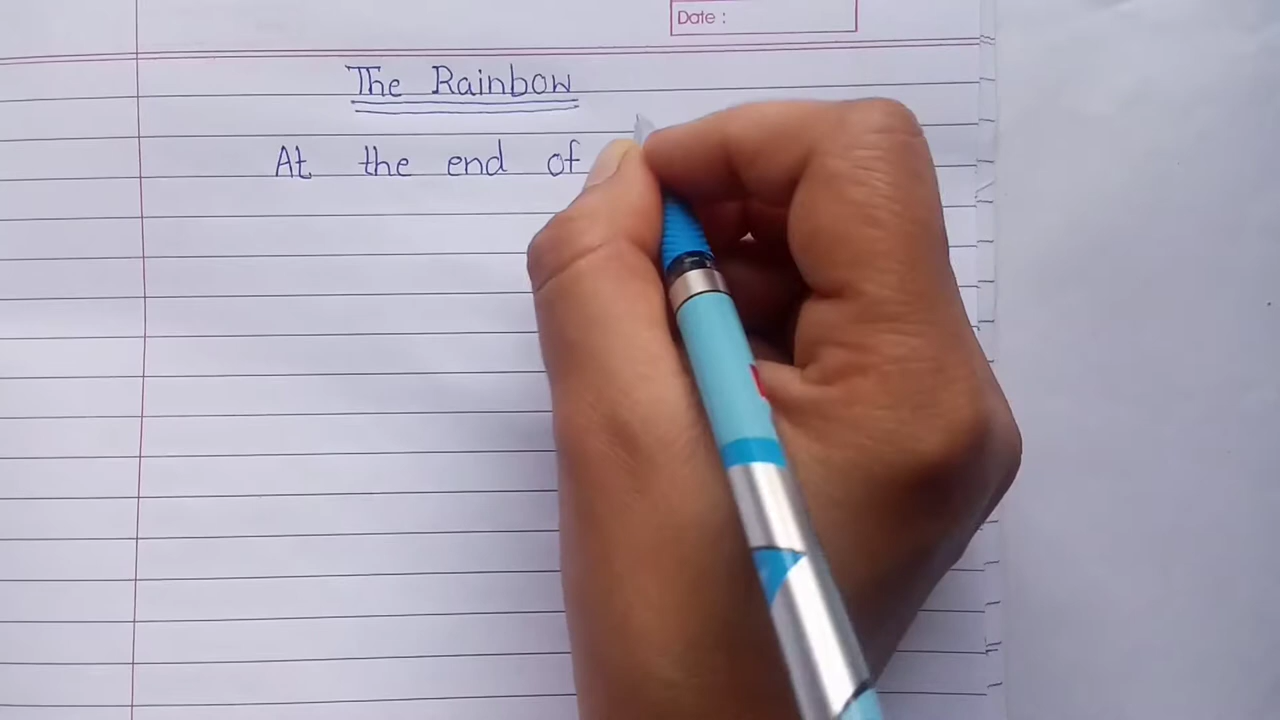 Date :
The Rainbow
At the end of